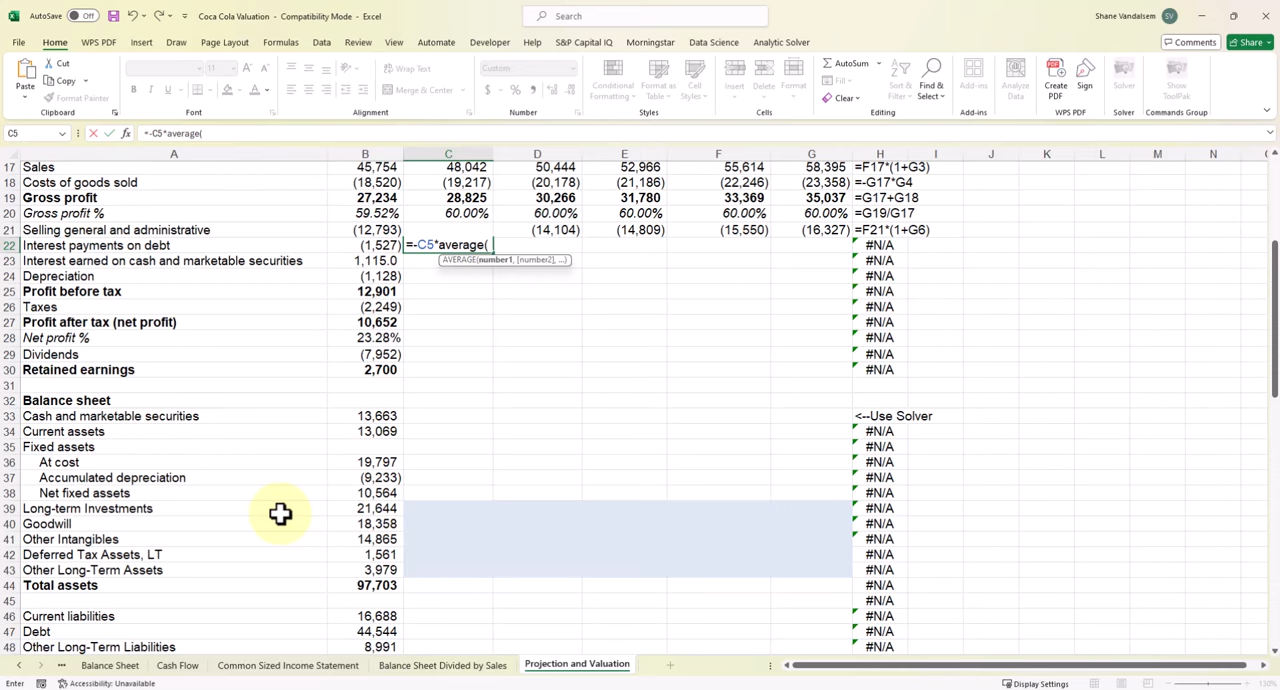 AutoSave Off Coca Cola Valuation - Compatibility Mode - Excel Search Shane Vandalsem SV
File Home WPS PDF Insert Draw Page Layout Formulas Data Review View Automate Developer Help S&P Capital IQ Morningstar Data Science Analytic Solver Comments Share
Paste Cut Copy Format Painter 11 Wrap Text Merge & Center Custom Conditional Formatting Format as Table Cell Styles Insert Delete Format AutoSum Fill Clear Sort & Filter Find & Select Add-ins Analyze Data Create PDF Sign Solver Show ToolPak
Clipboard Font Alignment Number Styles Cells Editing Add-ins WPS PDF Solver Commands Group
C5 fx =-C5*average(
A B C D E F G H I J K L M N
17 Sales 45,754 48,042 50,444 52,966 55,614 58,395 =F17*(1+G3)
18 Costs of goods sold (18,520) (19,217) (20,178) (21,186) (22,246) (23,358) =-G17*G4
19 Gross profit 27,234 28,825 30,266 31,780 33,369 35,037 =G17+G18
20 Gross profit % 59.52% 60.00% 60.00% 60.00% 60.00% 60.00% =G19/G17
21 Selling general and administrative (12,793) (14,104) (14,809) (15,550) (16,327) =F21*(1+G6)
22 Interest payments on debt (1,527) =-C5*average( #N/A
AVERAGE(number1, [number2], ...)
23 Interest earned on cash and marketable securities 1,115.0 #N/A
24 Depreciation (1,128) #N/A
25 Profit before tax 12,901 #N/A
26 Taxes (2,249) #N/A
27 Profit after tax (net profit) 10,652 #N/A
28 Net profit % 23.28% #N/A
29 Dividends (7,952) #N/A
30 Retained earnings 2,700 #N/A
31
32 Balance sheet
33 Cash and marketable securities 13,663 <--Use Solver
34 Current assets 13,069 #N/A
35 Fixed assets #N/A
36 At cost 19,797 #N/A
37 Accumulated depreciation (9,233) #N/A
38 Net fixed assets 10,564 #N/A
39 Long-term Investments 21,644 #N/A
40 Goodwill 18,358 #N/A
41 Other Intangibles 14,865 #N/A
42 Deferred Tax Assets, LT 1,561 #N/A
43 Other Long-Term Assets 3,979 #N/A
44 Total assets 97,703 #N/A
45 #N/A
46 Current liabilities 16,688 #N/A
47 Debt 44,544 #N/A
48 Other Long-Term Liabilities 8,991 #N/A
Balance Sheet Cash Flow Common Sized Income Statement Balance Sheet Divided by Sales Projection and Valuation
Enter Accessibility: Unavailable Display Settings 130%